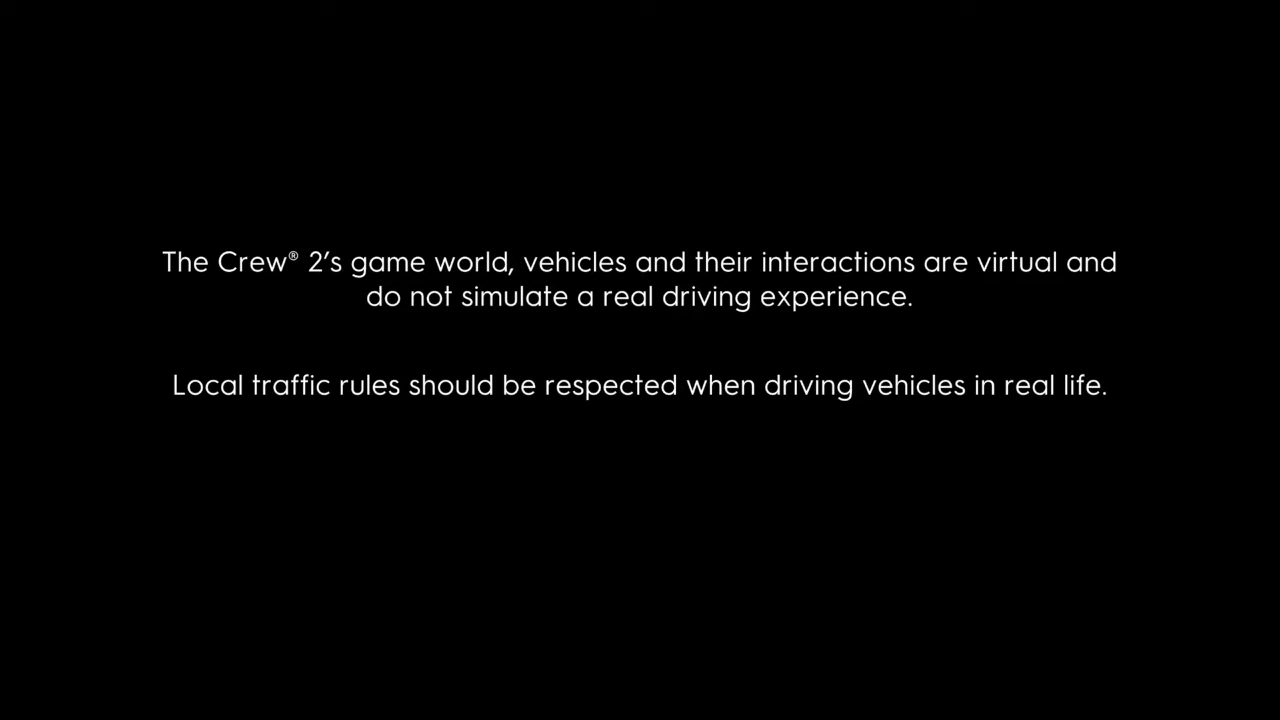 The Crew® 2's game world, vehicles and their interactions are virtual and
do not simulate a real driving experience.
Local traffic rules should be respected when driving vehicles in real life.